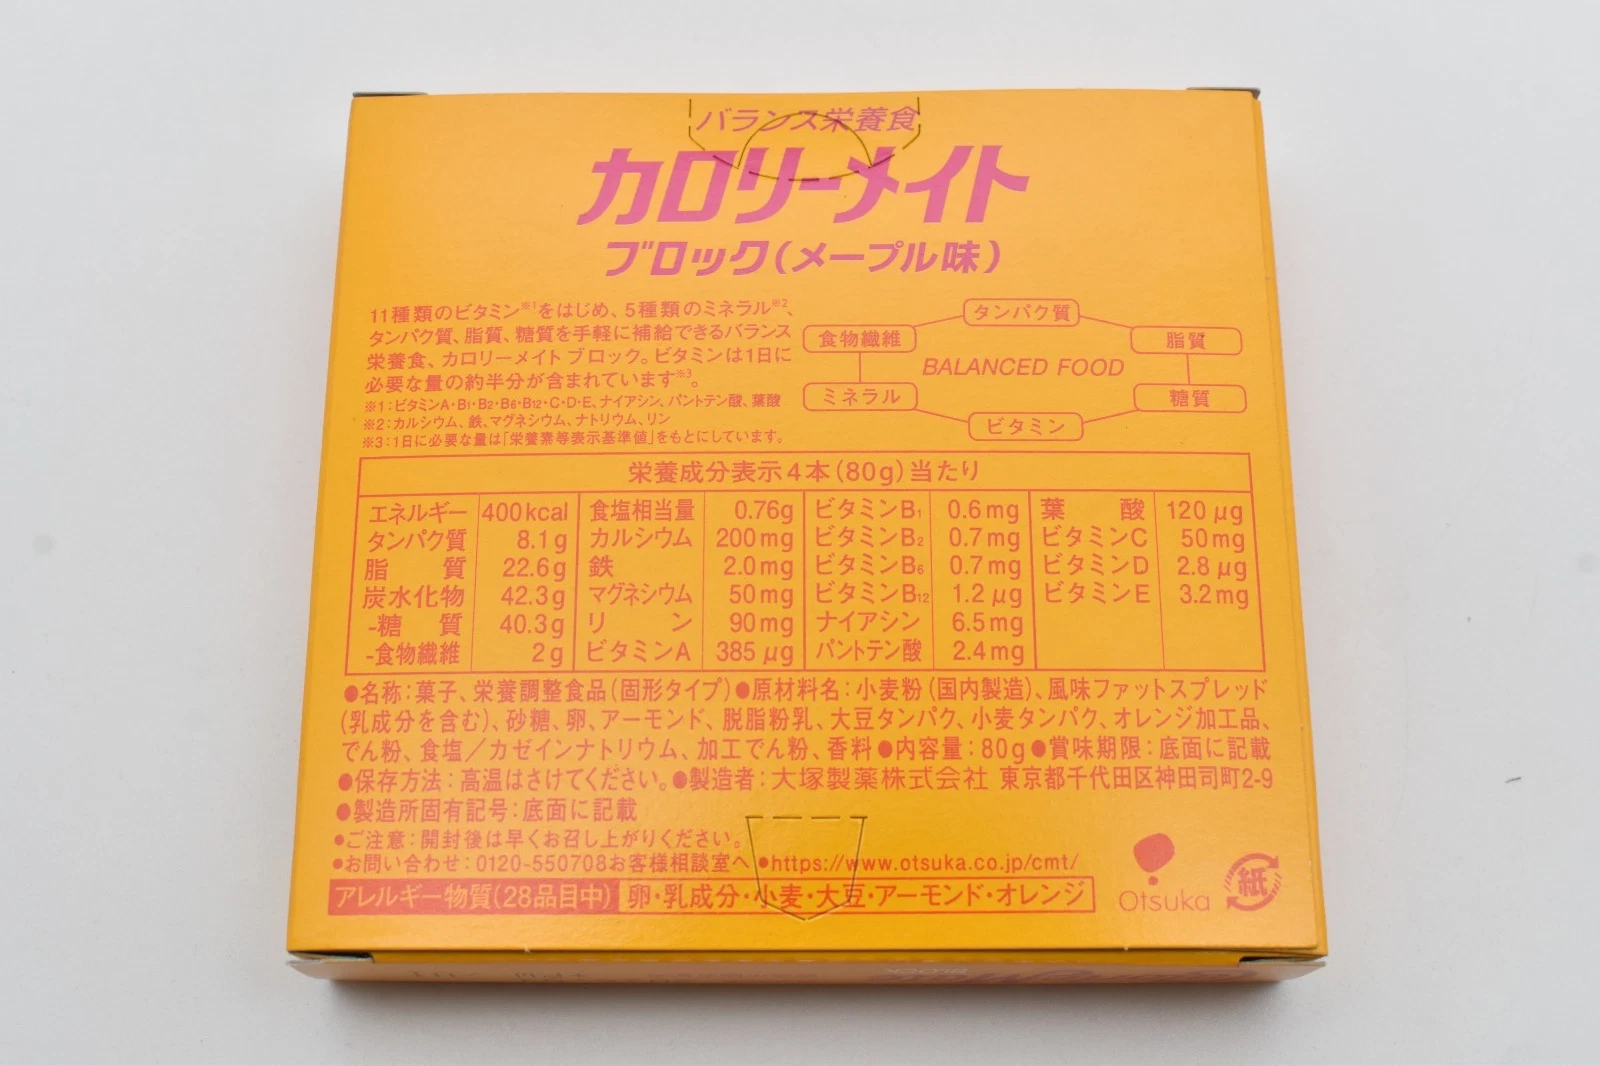 バランス栄養食
カロリーメイト
ブロック(メープル味)
11種類のビタミン※1をはじめ、5種類のミネラル※2、
タンパク質、脂質、糖質を手軽に補給できるバランス
栄養食、カロリーメイト ブロック。ビタミンは1日に
必要な量の約半分が含まれています※3。
※1:ビタミンA・B1・B2・B6・B12・C・D・E、ナイアシン、パントテン酸、葉酸
※2:カルシウム、鉄、マグネシウム、ナトリウム、リン
※3:1日に必要な量は「栄養素等表示基準値」をもとにしています。
タンパク質
食物繊維 脂質
BALANCED FOOD
ミネラル 糖質
ビタミン
栄養成分表示4本(80g)当たり
エネルギー 400kcal 食塩相当量 0.76g ビタミンB1 0.6mg 葉酸 120μg
タンパク質 8.1g カルシウム 200mg ビタミンB2 0.7mg ビタミンC 50mg
脂質 22.6g 鉄 2.0mg ビタミンB6 0.7mg ビタミンD 2.8μg
炭水化物 42.3g マグネシウム 50mg ビタミンB12 1.2μg ビタミンE 3.2mg
-糖質 40.3g リン 90mg ナイアシン 6.5mg
-食物繊維 2g ビタミンA 385μg パントテン酸 2.4mg
●名称:菓子、栄養調整食品(固形タイプ)●原材料名:小麦粉(国内製造)、風味ファットスプレッド
(乳成分を含む)、砂糖、卵、アーモンド、脱脂粉乳、大豆タンパク、小麦タンパク、オレンジ加工品、
でん粉、食塩/カゼインナトリウム、加工でん粉、香料●内容量:80g●賞味期限:底面に記載
●保存方法:高温はさけてください。●製造者:大塚製薬株式会社 東京都千代田区神田司町2-9
●製造所固有記号:底面に記載
●ご注意:開封後は早くお召し上がりください。
●お問い合わせ:0120-550708お客様相談室へ ●https://www.otsuka.co.jp/cmt/
アレルギー物質(28品目中) 卵・乳成分・小麦・大豆・アーモンド・オレンジ
Otsuka
紙